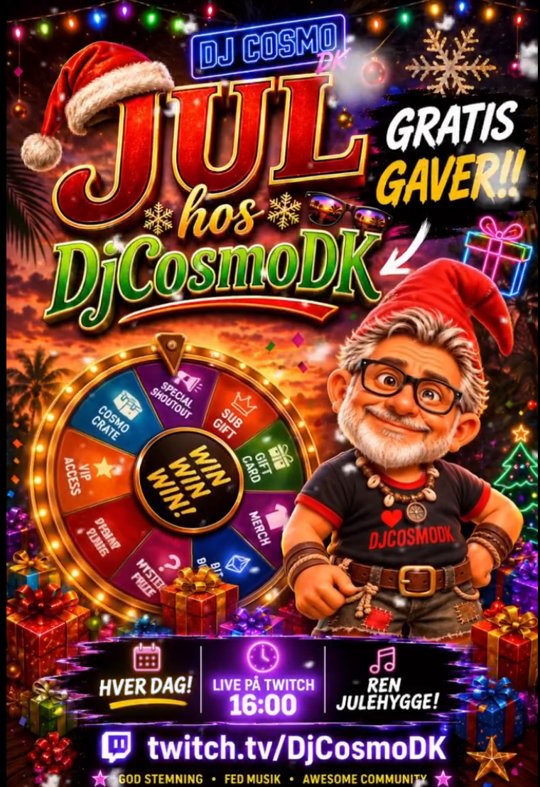 DJ COSMO
DK
JUL
hos
DjCosmoDK
GRATIS
GAVER!!
SPECIAL
SHOUTOUT
SUB
GIFT
COSMO
CRATE
GIFT
CARD
VIP
ACCESS
WIN
WIN
WIN!
MERCH
DJCOSMODK
HVER DAG!
LIVE PÅ TWITCH
16:00
REN
JULEHYGGE!
twitch.tv/DjCosmoDK
GOD STEMNING • FED MUSIK • AWESOME COMMUNITY